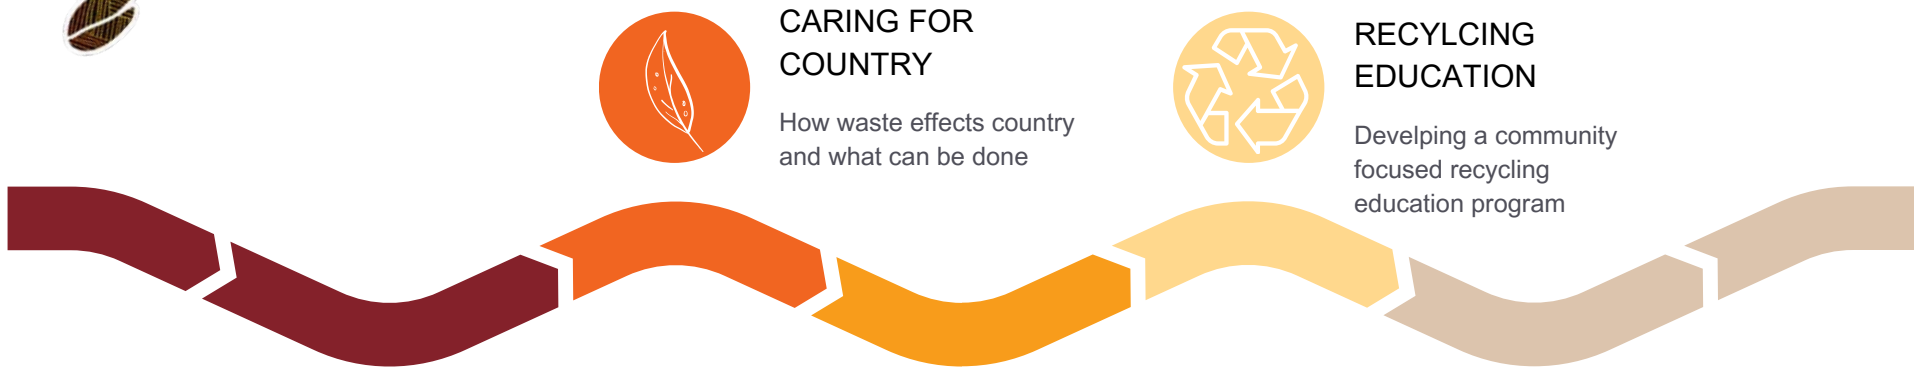 CARING FOR
COUNTRY
How waste effects country
and what can be done
RECYLCING
EDUCATION
Develping a community
focused recycling
education program